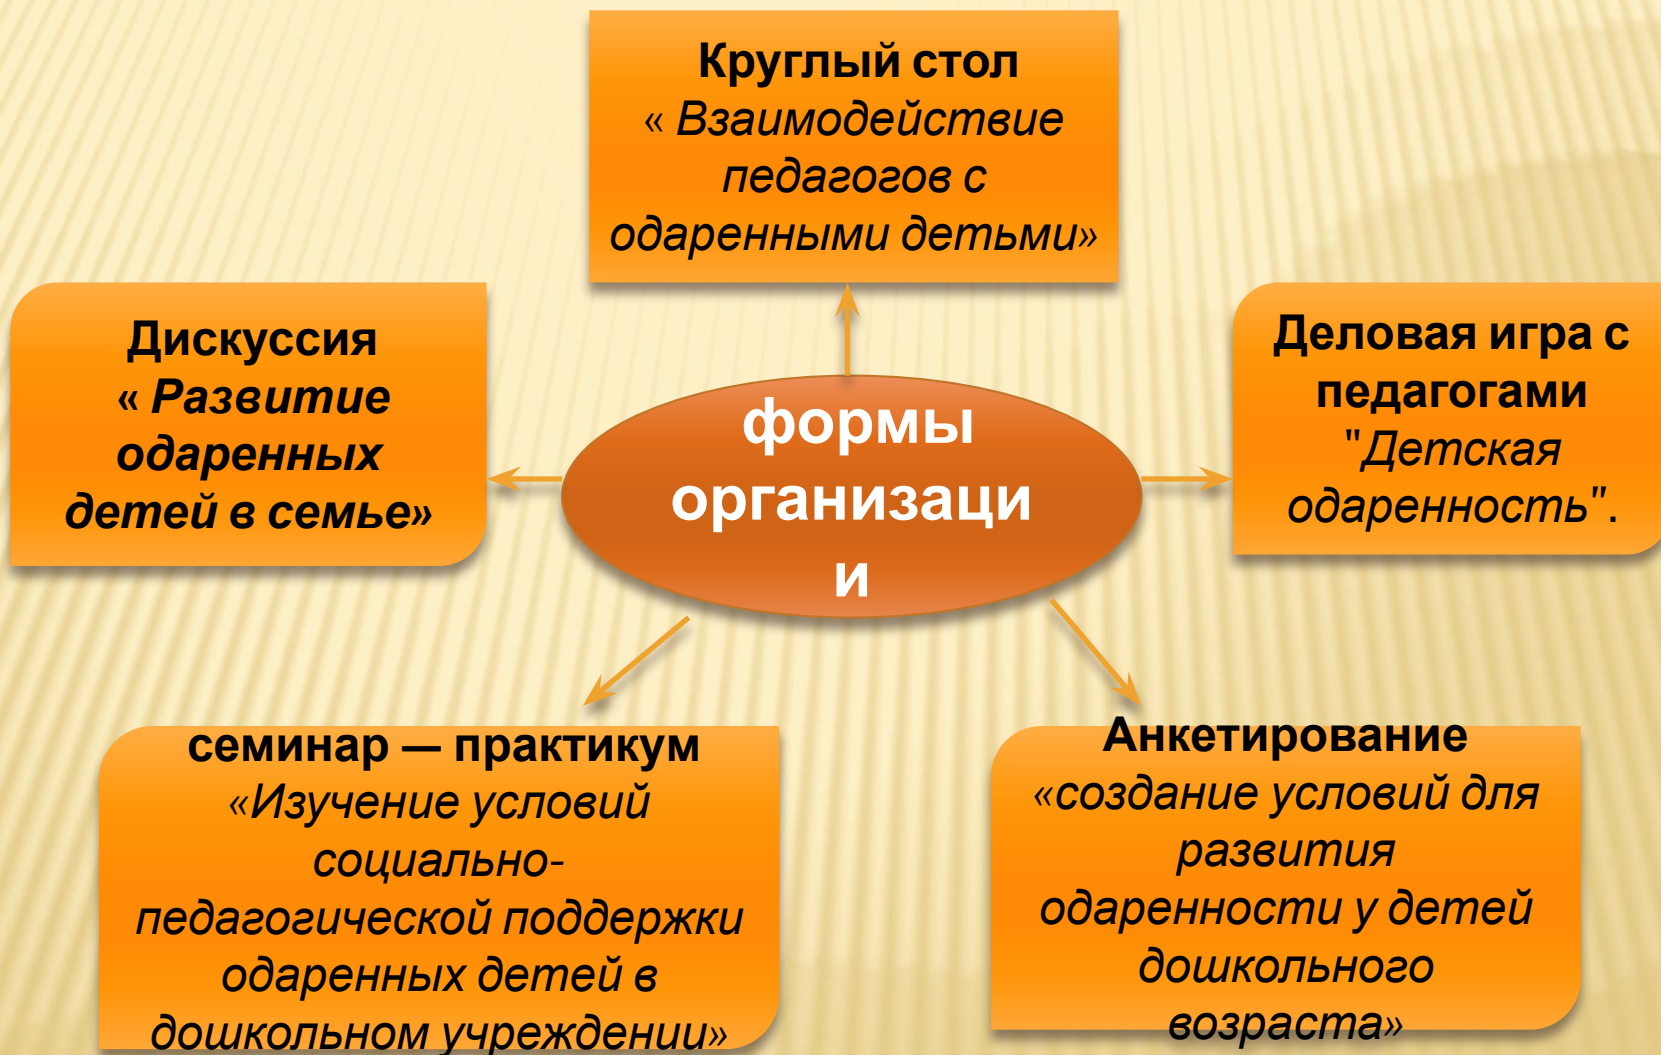 Круглый стол
« Взаимодействие
педагогов с
одаренными детьми»
Дискуссия
« Развитие
одаренных
детей в семье»
формы
организаци
и
Деловая игра с
педагогами
"Детская
одаренность".
семинар — практикум
«Изучение условий
социально-
педагогической поддержки
одаренных детей в
дошкольном учреждении»
Анкетирование
«создание условий для
развития
одаренности у детей
дошкольного
возраста»